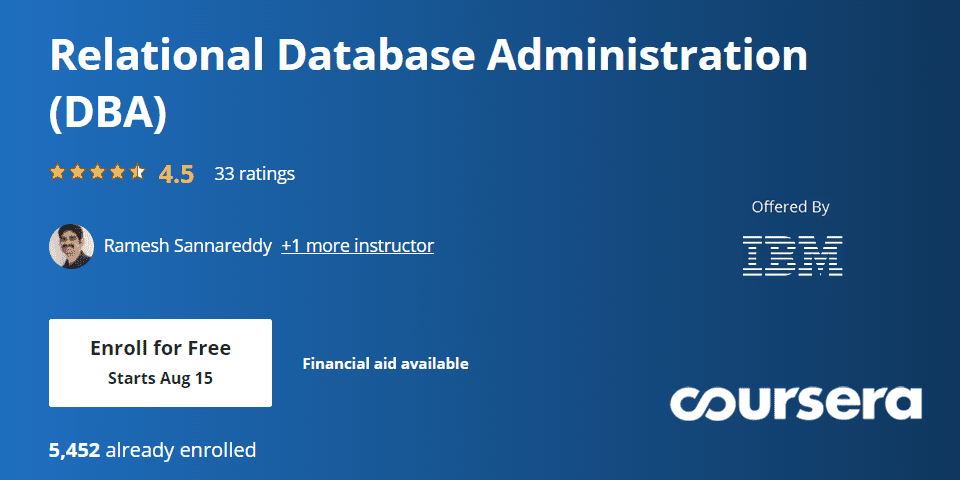 Relational Database Administration
(DBA)
4.5 33 ratings
Ramesh Sannareddy +1 more instructor
Offered By
IBM
Enroll for Free
Starts Aug 15
Financial aid available
coursera
5,452 already enrolled